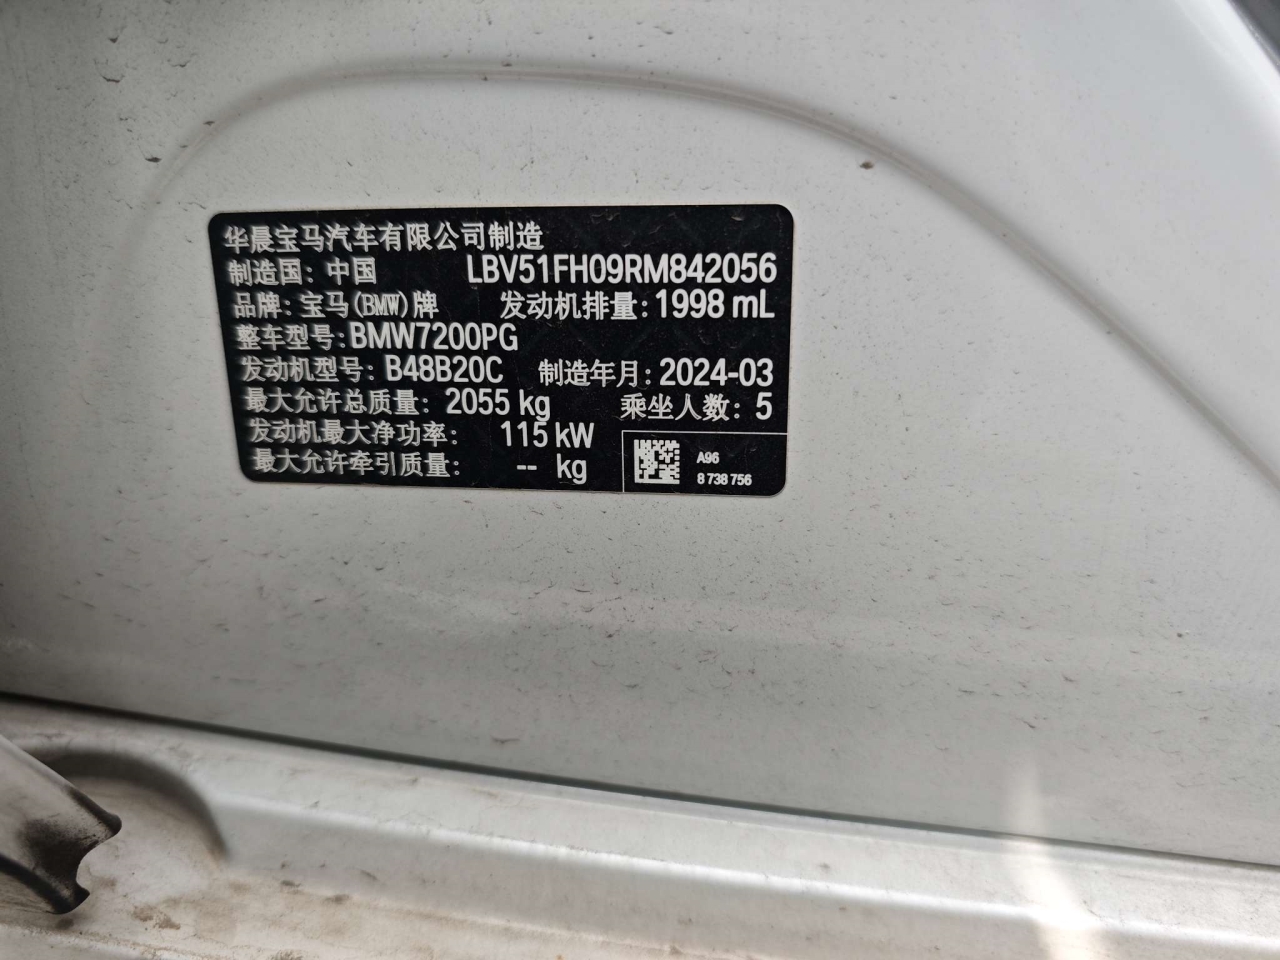 华晨宝马汽车有限公司制造
制造国：中国 LBV51FH09RM842056
品牌：宝马(BMW)牌 发动机排量：1998 mL
整车型号：BMW7200PG
发动机型号：B48B20C 制造年月：2024-03
最大允许总质量：2055 kg 乘坐人数：5
发动机最大净功率：115 kW
最大允许牵引质量：-- kg
A96
8 738 756